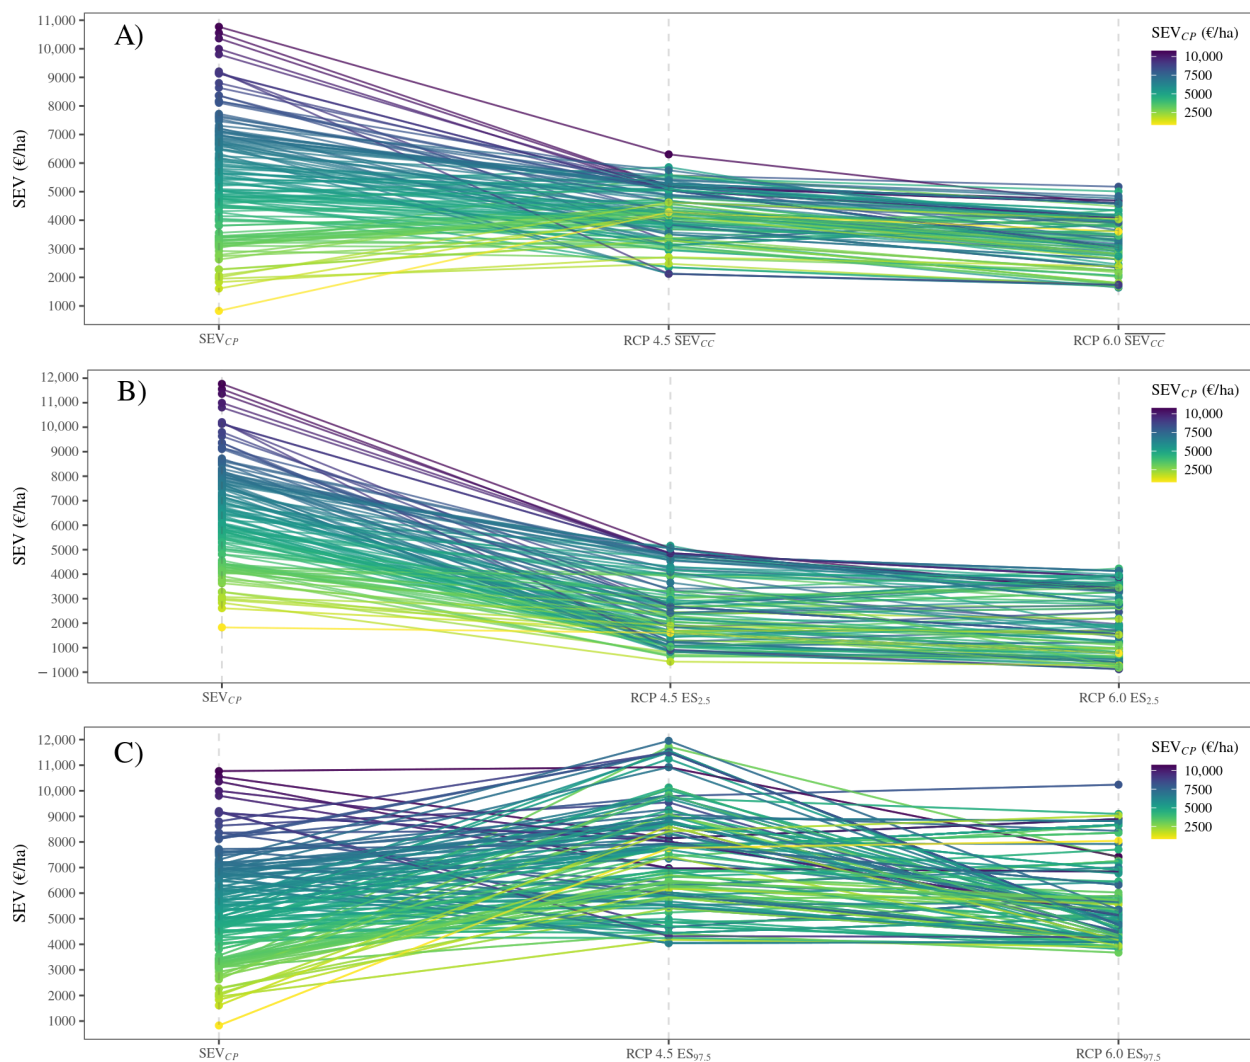 A)
SEV (€/ha)
11,000
10,000
9000
8000
7000
6000
5000
4000
3000
2000
1000
SEV_CP
RCP 4.5 S̅E̅V̅_C̅C̅
RCP 6.0 S̅E̅V̅_C̅C̅
SEV_CP (€/ha)
10,000
7500
5000
2500
B)
SEV (€/ha)
12,000
11,000
10,000
9000
8000
7000
6000
5000
4000
3000
2000
1000
− 1000
SEV_CP
RCP 4.5 ES_2.5
RCP 6.0 ES_2.5
SEV_CP (€/ha)
10,000
7500
5000
2500
C)
SEV (€/ha)
12,000
11,000
10,000
9000
8000
7000
6000
5000
4000
3000
2000
1000
SEV_CP
RCP 4.5 ES_97.5
RCP 6.0 ES_97.5
SEV_CP (€/ha)
10,000
7500
5000
2500